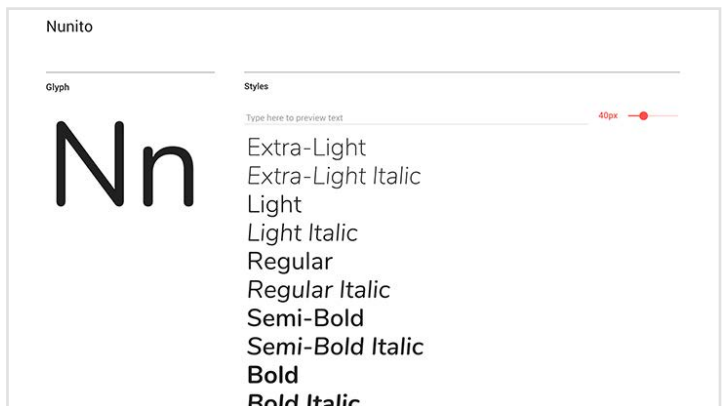 Nunito
Glyph
Styles
Type here to preview text
40px
Nn
Extra-Light
Extra-Light Italic
Light
Light Italic
Regular
Regular Italic
Semi-Bold
Semi-Bold Italic
Bold
Bold Italic